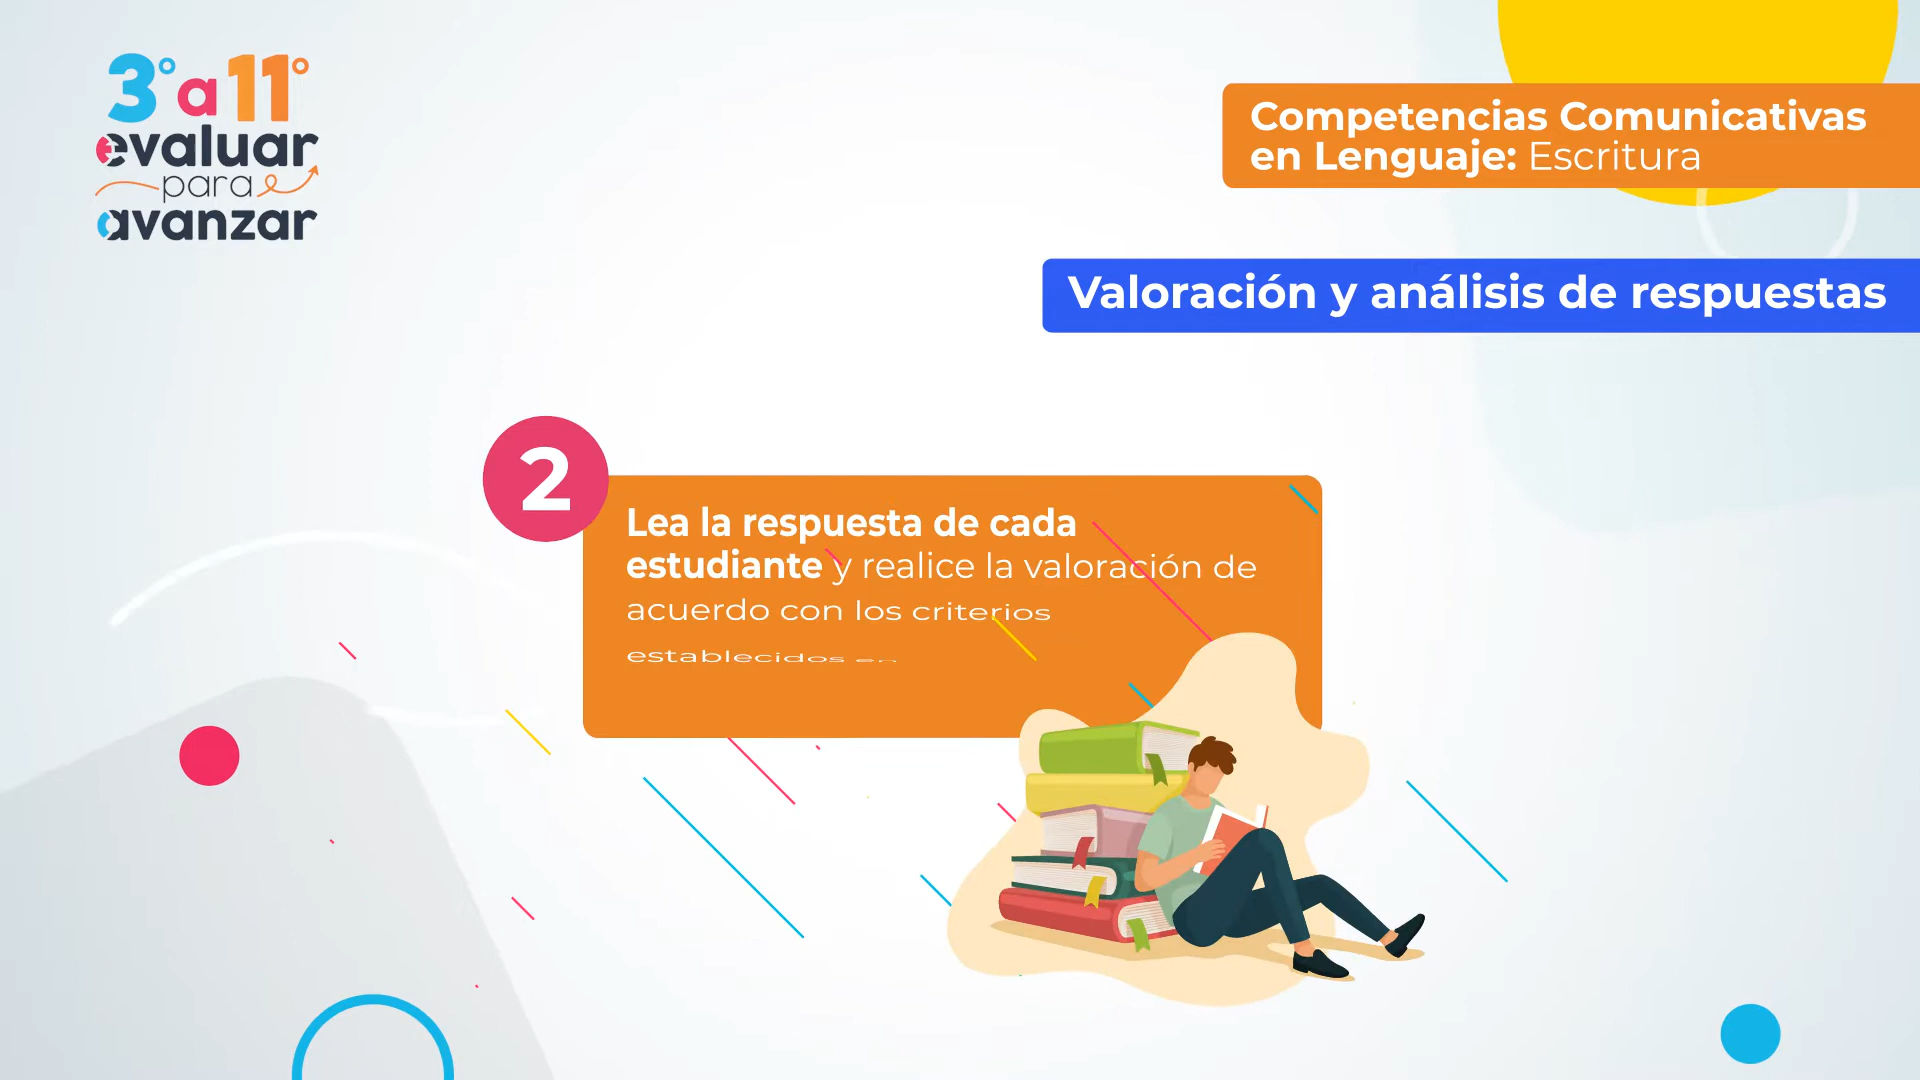 3° a 11°
evaluar
para
avanzar
Competencias Comunicativas
en Lenguaje: Escritura
Valoración y análisis de respuestas
2
Lea la respuesta de cada
estudiante y realice la valoración de
acuerdo con los criterios
establecidos en